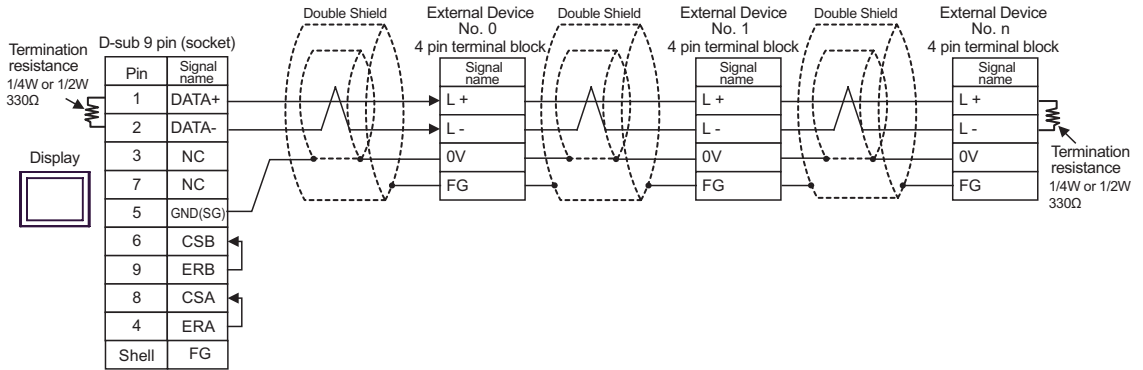 Double Shield
External Device
No. 0
4 pin terminal block
Double Shield
External Device
No. 1
4 pin terminal block
Double Shield
External Device
No. n
4 pin terminal block
Termination
resistance
1/4W or 1/2W
330Ω
D-sub 9 pin (socket)
Pin Signal name
1 DATA+
2 DATA-
3 NC
7 NC
5 GND(SG)
6 CSB
9 ERB
8 CSA
4 ERA
Shell FG
Display
Signal
name
L +
L -
0V
FG
Signal
name
L +
L -
0V
FG
Signal
name
L +
L -
0V
FG
Termination
resistance
1/4W or 1/2W
330Ω